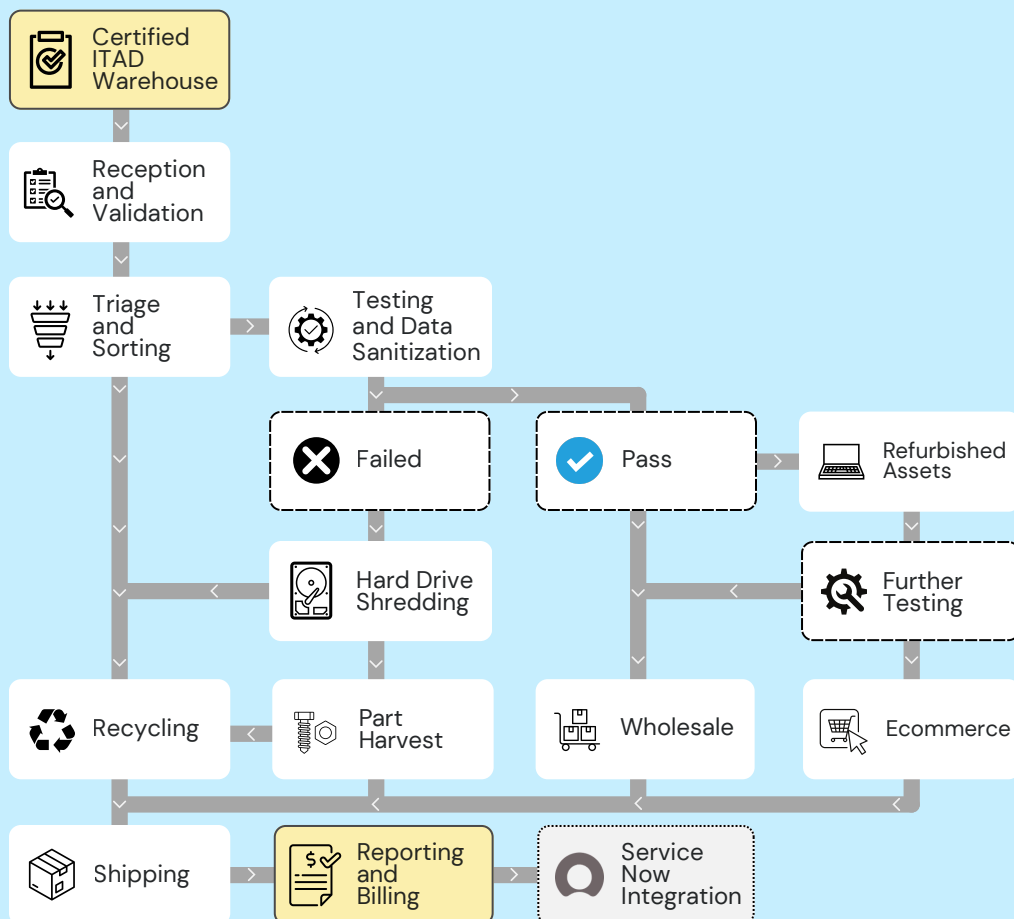 Certified
ITAD
Warehouse
Reception
and
Validation
Triage
and
Sorting
Testing
and Data
Sanitization
Failed
Pass
Refurbished
Assets
Hard Drive
Shredding
Further
Testing
Recycling
Part
Harvest
Wholesale
Ecommerce
Shipping
$
Reporting
and
Billing
Service
Now
Integration